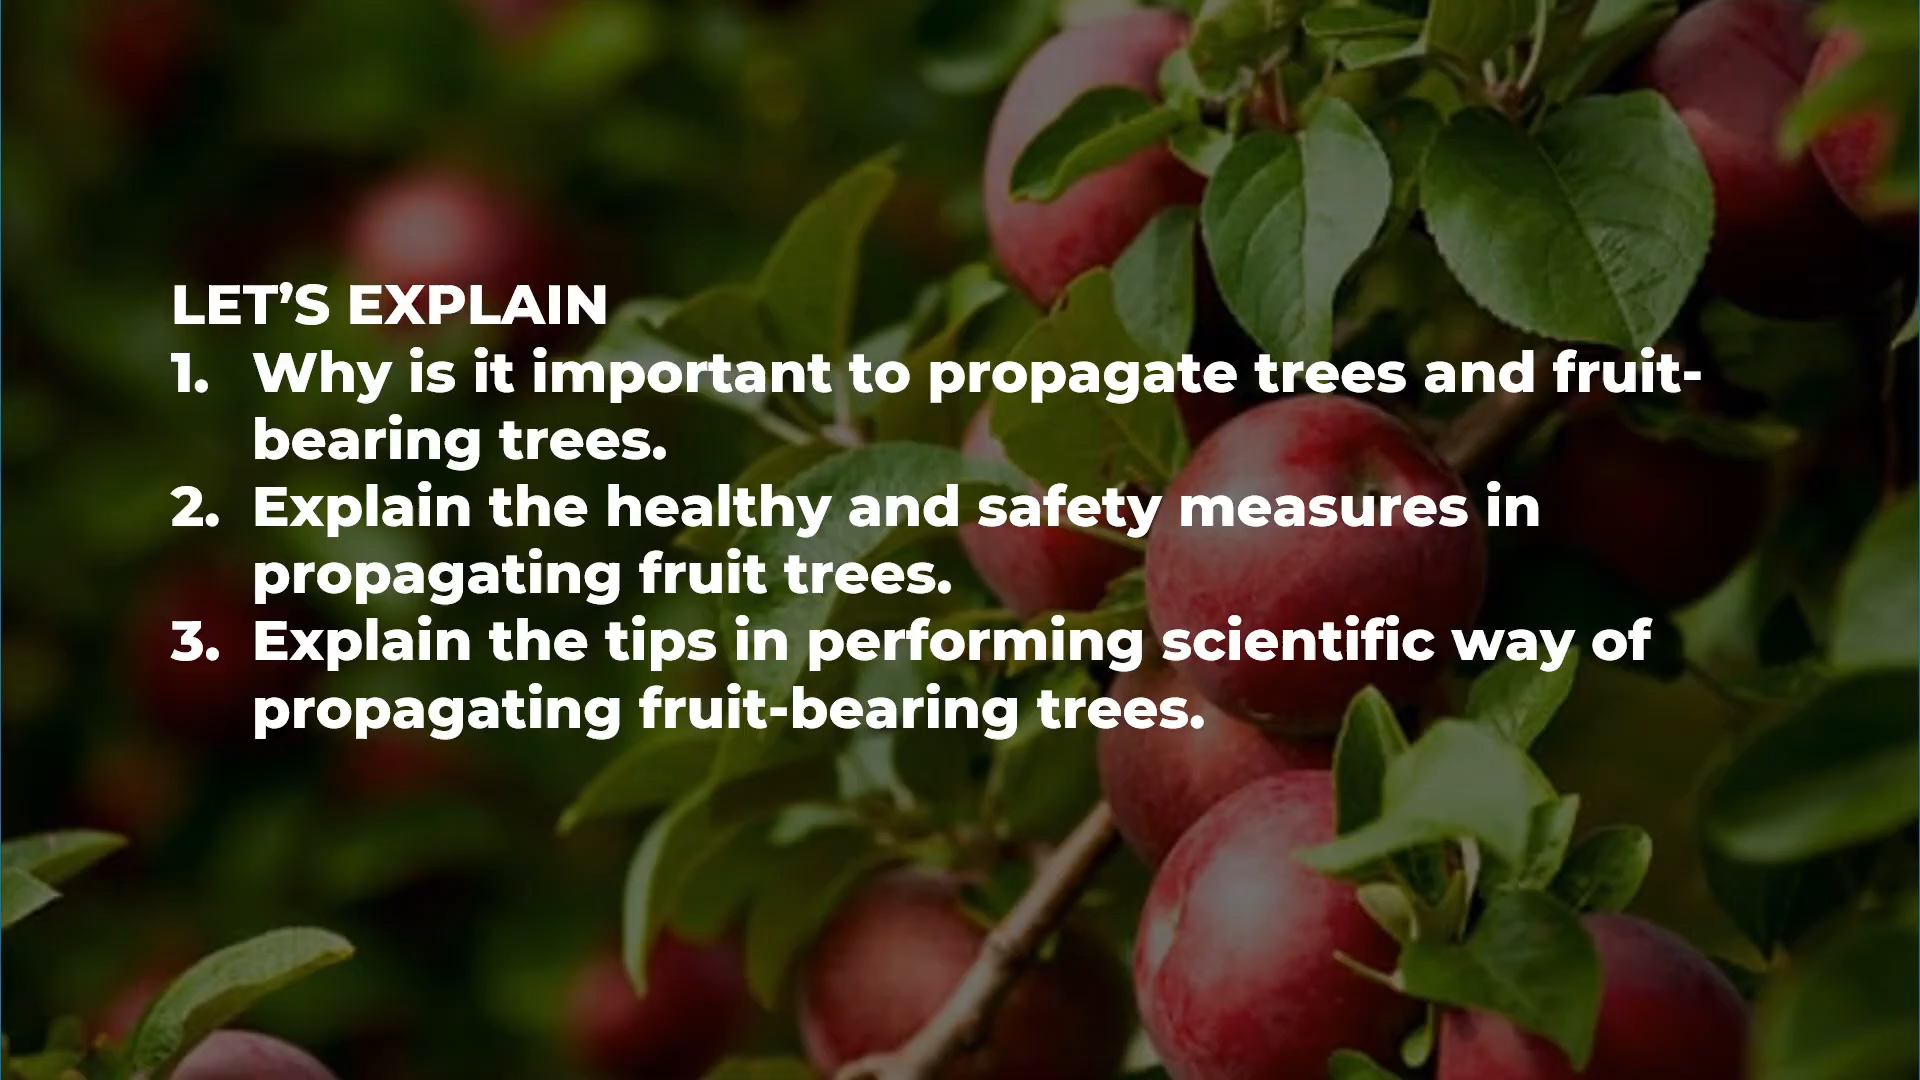 LET’S EXPLAIN
1. Why is it important to propagate trees and fruit-
bearing trees.
2. Explain the healthy and safety measures in
propagating fruit trees.
3. Explain the tips in performing scientific way of
propagating fruit-bearing trees.